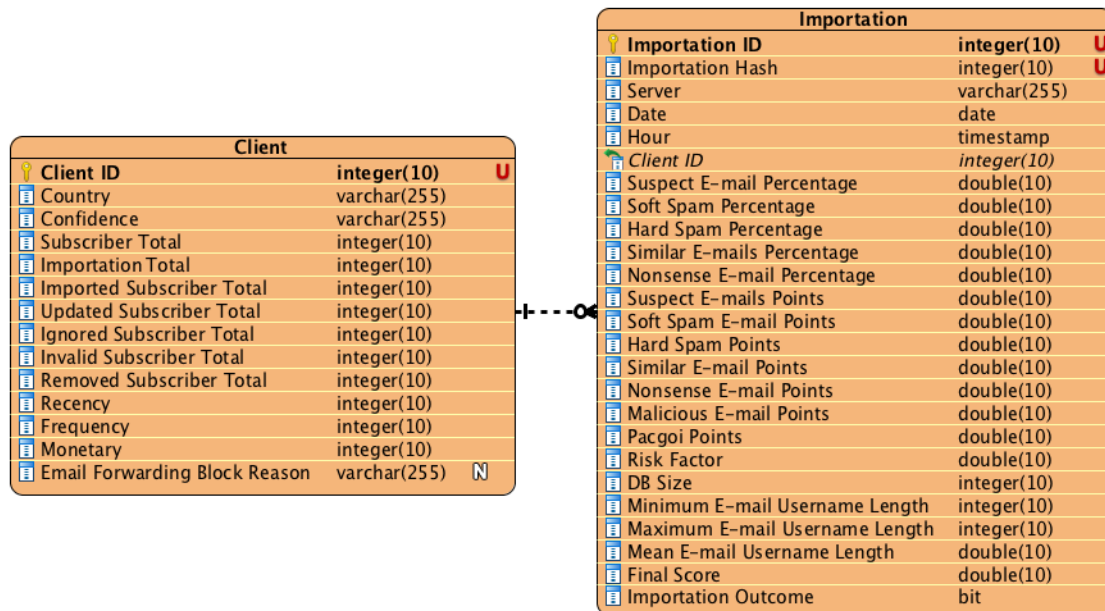 Client
Client ID integer(10) U
Country varchar(255)
Confidence varchar(255)
Subscriber Total integer(10)
Importation Total integer(10)
Imported Subscriber Total integer(10)
Updated Subscriber Total integer(10)
Ignored Subscriber Total integer(10)
Invalid Subscriber Total integer(10)
Removed Subscriber Total integer(10)
Recency integer(10)
Frequency integer(10)
Monetary integer(10)
Email Forwarding Block Reason varchar(255) N
Importation
Importation ID integer(10) U
Importation Hash integer(10) U
Server varchar(255)
Date date
Hour timestamp
Client ID integer(10)
Suspect E-mail Percentage double(10)
Soft Spam Percentage double(10)
Hard Spam Percentage double(10)
Similar E-mails Percentage double(10)
Nonsense E-mail Percentage double(10)
Suspect E-mails Points double(10)
Soft Spam E-mail Points double(10)
Hard Spam Points double(10)
Similar E-mail Points double(10)
Nonsense E-mail Points double(10)
Malicious E-mail Points double(10)
Pacgoi Points double(10)
Risk Factor double(10)
DB Size integer(10)
Minimum E-mail Username Length integer(10)
Maximum E-mail Username Length integer(10)
Mean E-mail Username Length double(10)
Final Score double(10)
Importation Outcome bit